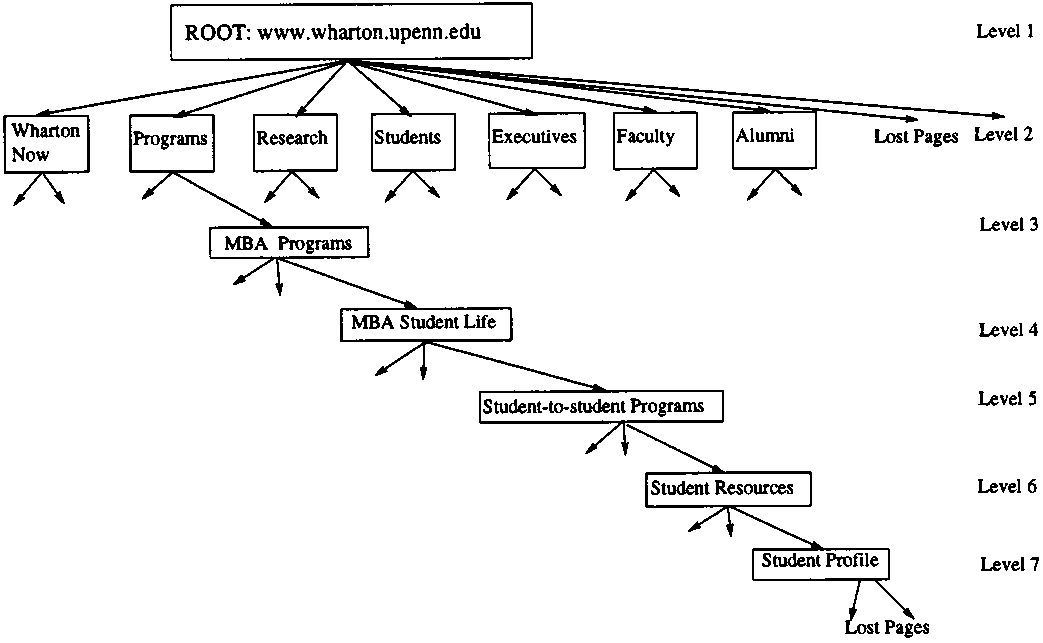 ROOT: www.wharton.upenn.edu
Level 1
Wharton
Now
Programs
Research
Students
Executives
Faculty
Alumni
Lost Pages
Level 2
Level 3
MBA Programs
MBA Student Life
Level 4
Student-to-student Programs
Level 5
Student Resources
Level 6
Student Profile
Level 7
Lost Pages